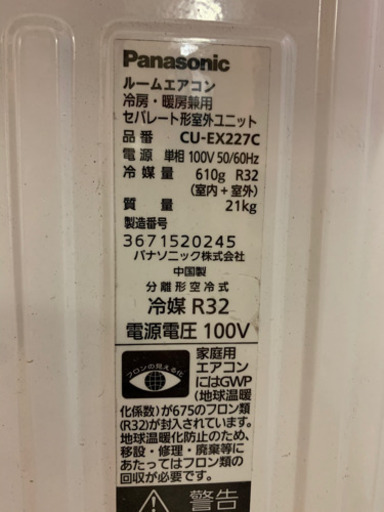 Panasonic
ルームエアコン
冷房・暖房兼用
セパレート形室外ユニット
品番 CU-EX227C
電源 単相 100V 50/60Hz
冷媒量 610g R32
(室内+室外)
質量 21kg
製造番号
3671520245
パナソニック株式会社
中国製
分離形空冷式
冷媒 R32
電源電圧 100V
フロンの見える化
家庭用
エアコン
にはGWP
(地球温暖
化係数)が675のフロン類
(R32)が封入されています。
地球温暖化防止のため、
移設・修理・廃棄等に
あたってはフロン類の
回収が必要です。
警告